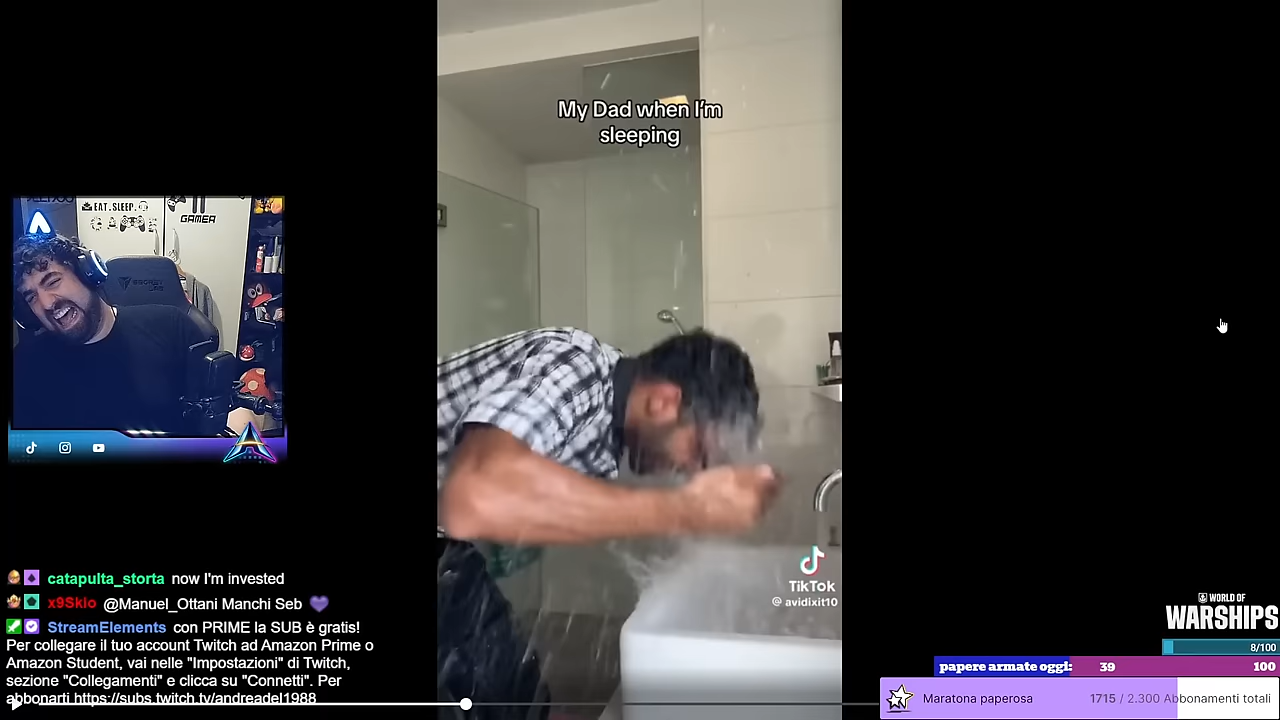 My Dad when I'm
sleeping
EAT.SLEEP.
GAMER
catapulta_storta now I'm invested
x9Skio @Manuel_Ottani Manchi Seb
StreamElements con PRIME la SUB è gratis!
Per collegare il tuo account Twitch ad Amazon Prime o
Amazon Student, vai nelle "Impostazioni" di Twitch,
sezione "Collegamenti" e clicca su "Connetti". Per
abbonarti https://subs.twitch.tv/andreadel1988
TikTok
@ avidixit10
WORLD OF
WARSHIPS
8/100
papere armate oggi: 39 100
Maratona paperosa 1715 / 2.300 Abbonamenti totali